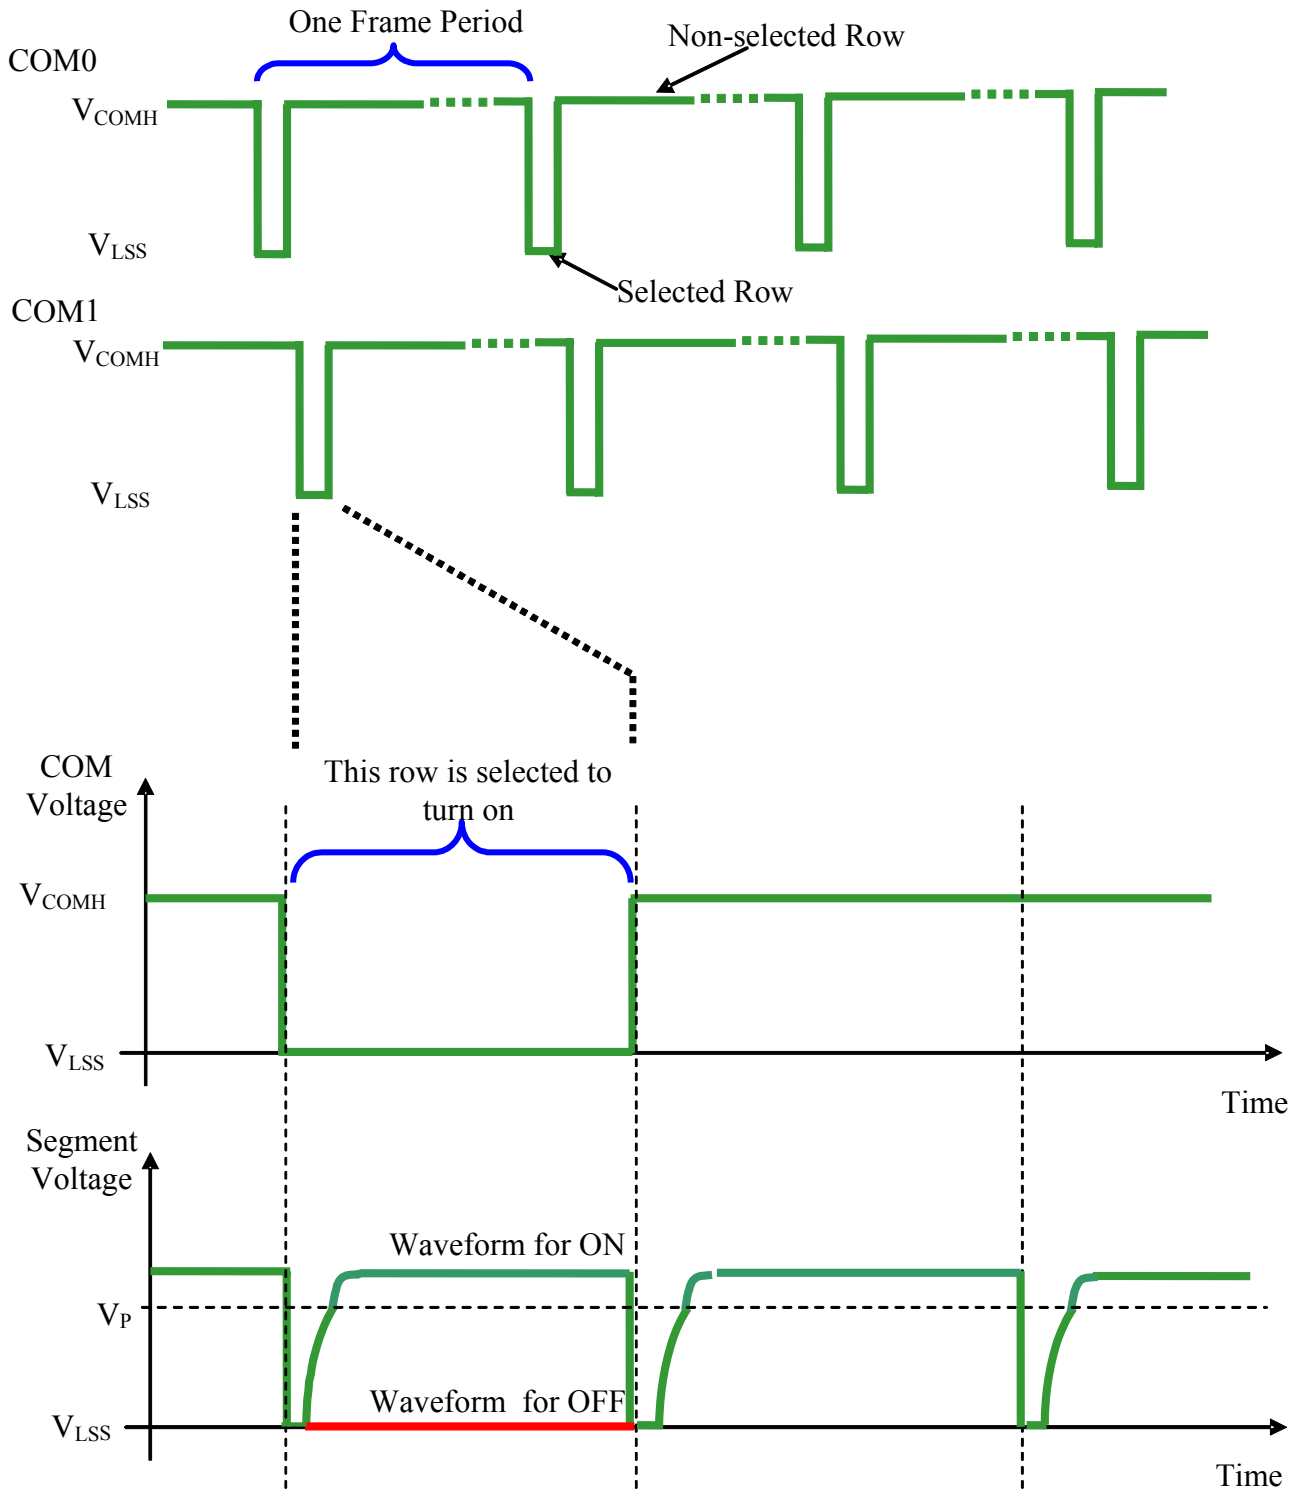 One Frame Period
Non-selected Row
COM0
VCOMH
VLSS
Selected Row
COM1
VCOMH
VLSS
COM
Voltage
This row is selected to
turn on
VCOMH
VLSS
Time
Segment
Voltage
Waveform for ON
VP
Waveform for OFF
VLSS
Time